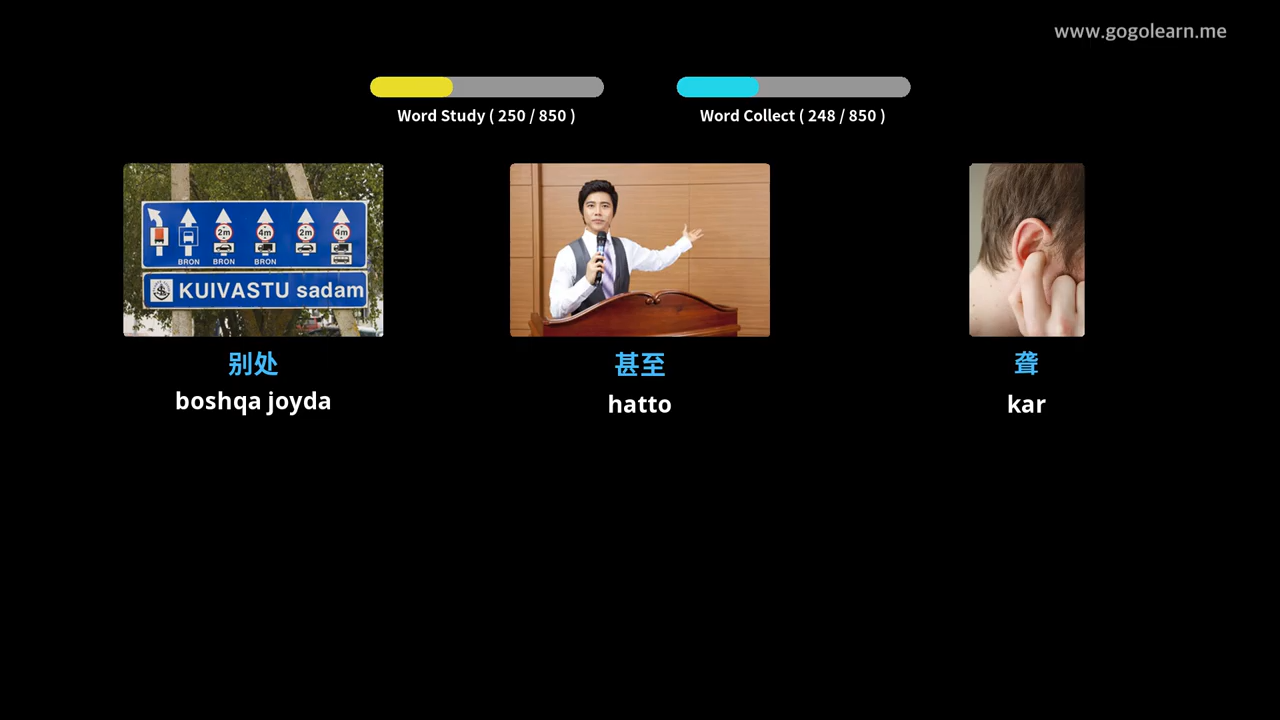 www.gogolearn.me
Word Study ( 250 / 850 )
Word Collect ( 248 / 850 )
2m
4m
2m
4m
BRON
BRON
BRON
KUIVASTU sadam
别处
甚至
聋
boshqa joyda
hatto
kar